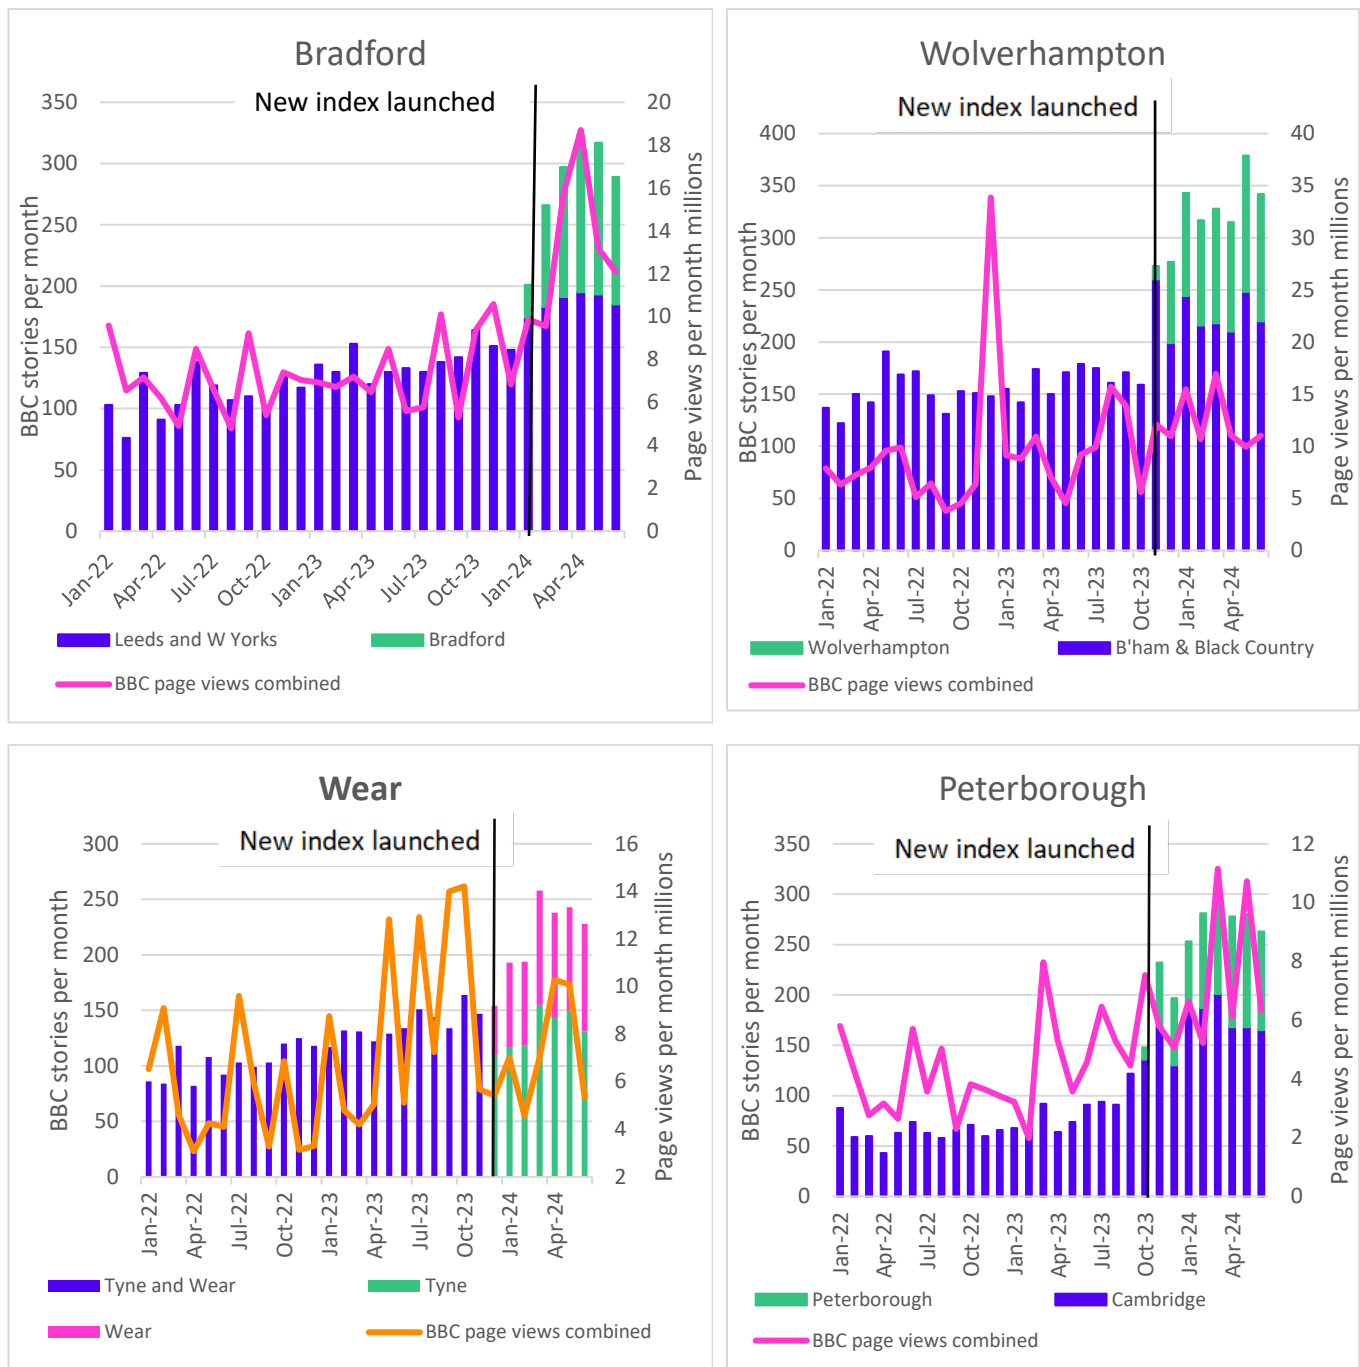 Bradford
New index launched
350
300
250
200
150
100
50
0
20
18
16
14
12
10
8
6
4
2
0
BBC stories per month
Page views per month millions
Jan-22
Apr-22
Jul-22
Oct-22
Jan-23
Apr-23
Jul-23
Oct-23
Jan-24
Apr-24
Leeds and W Yorks
Bradford
BBC page views combined
Wolverhampton
New index launched
400
350
300
250
200
150
100
50
0
40
35
30
25
20
15
10
5
0
BBC stories per month
Page views per month millions
Jan-22
Apr-22
Jul-22
Oct-22
Jan-23
Apr-23
Jul-23
Oct-23
Jan-24
Apr-24
Wolverhampton
B'ham & Black Country
BBC page views combined
Wear
New index launched
300
250
200
150
100
50
0
16
14
12
10
8
6
4
2
BBC stories per month
Page views per month millions
Jan-22
Apr-22
Jul-22
Oct-22
Jan-23
Apr-23
Jul-23
Oct-23
Jan-24
Apr-24
Tyne and Wear
Tyne
Wear
BBC page views combined
Peterborough
New index launched
350
300
250
200
150
100
50
0
12
10
8
6
4
2
0
BBC stories per month
Page views per month millions
Jan-22
Apr-22
Jul-22
Oct-22
Jan-23
Apr-23
Jul-23
Oct-23
Jan-24
Apr-24
Peterborough
Cambridge
BBC page views combined